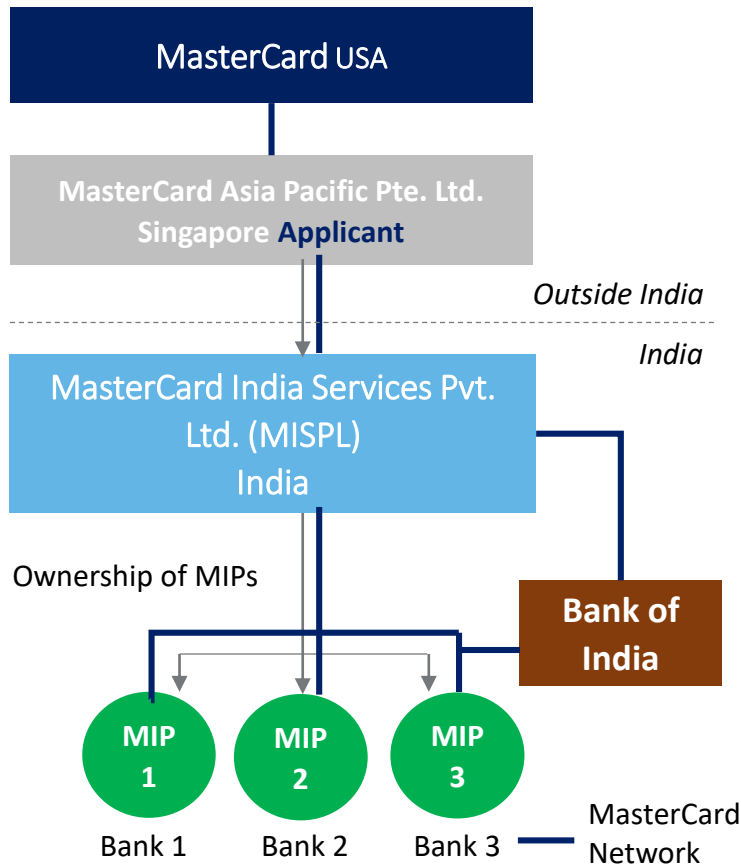 MasterCard USA
MasterCard Asia Pacific Pte. Ltd.
Singapore Applicant
Outside India
India
MasterCard India Services Pvt.
Ltd. (MISPL)
India
Ownership of MIPs
Bank of
India
MIP
1
MIP
2
MIP
3
Bank 1
Bank 2
Bank 3
MasterCard
Network